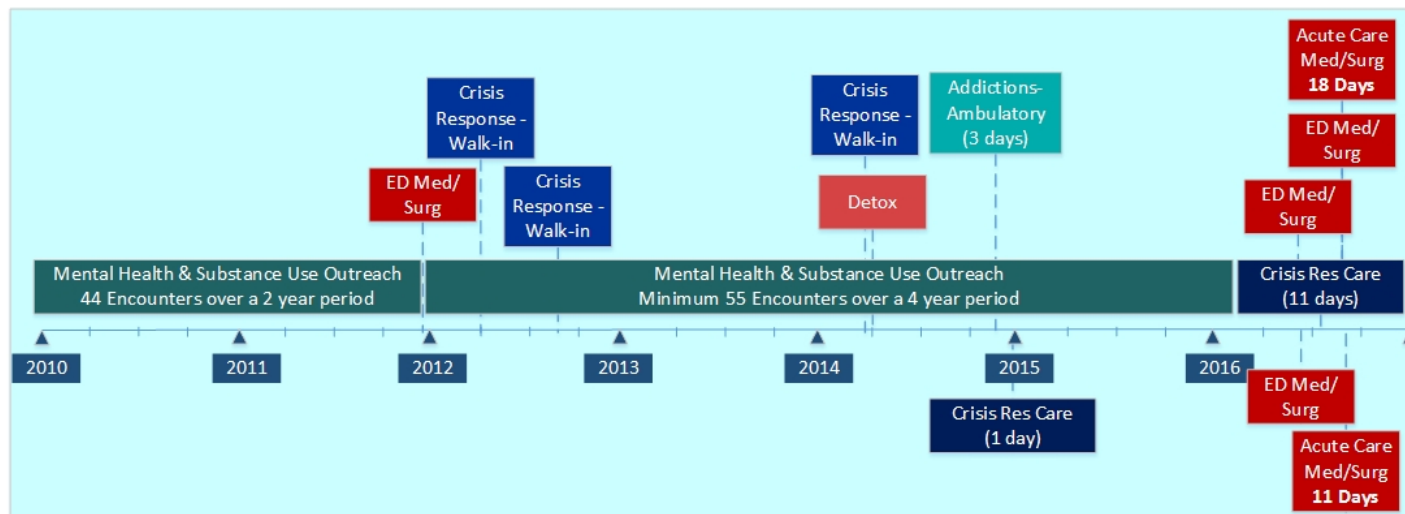 Acute Care
Med/Surg
18 Days
Crisis
Response -
Walk-in
Crisis
Response -
Walk-in
Addictions-
Ambulatory
(3 days)
ED Med/
Surg
ED Med/
Surg
Crisis
Response -
Walk-in
Detox
ED Med/
Surg
Mental Health & Substance Use Outreach
44 Encounters over a 2 year period
Mental Health & Substance Use Outreach
Minimum 55 Encounters over a 4 year period
Crisis Res Care
(11 days)
2010
2011
2012
2013
2014
2015
2016
ED Med/
Surg
Crisis Res Care
(1 day)
Acute Care
Med/Surg
11 Days